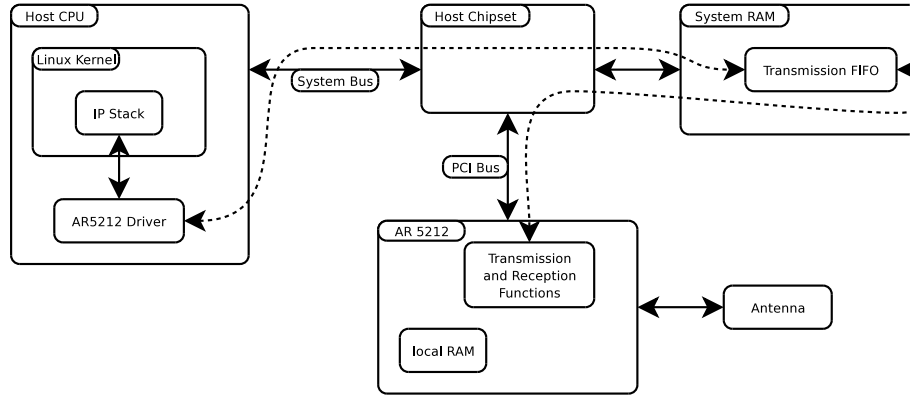 Host CPU
Host Chipset
System RAM
Linux Kernel
System Bus
Transmission FIFO
IP Stack
PCI Bus
AR5212 Driver
AR 5212
Transmission
and Reception
Functions
Antenna
local RAM